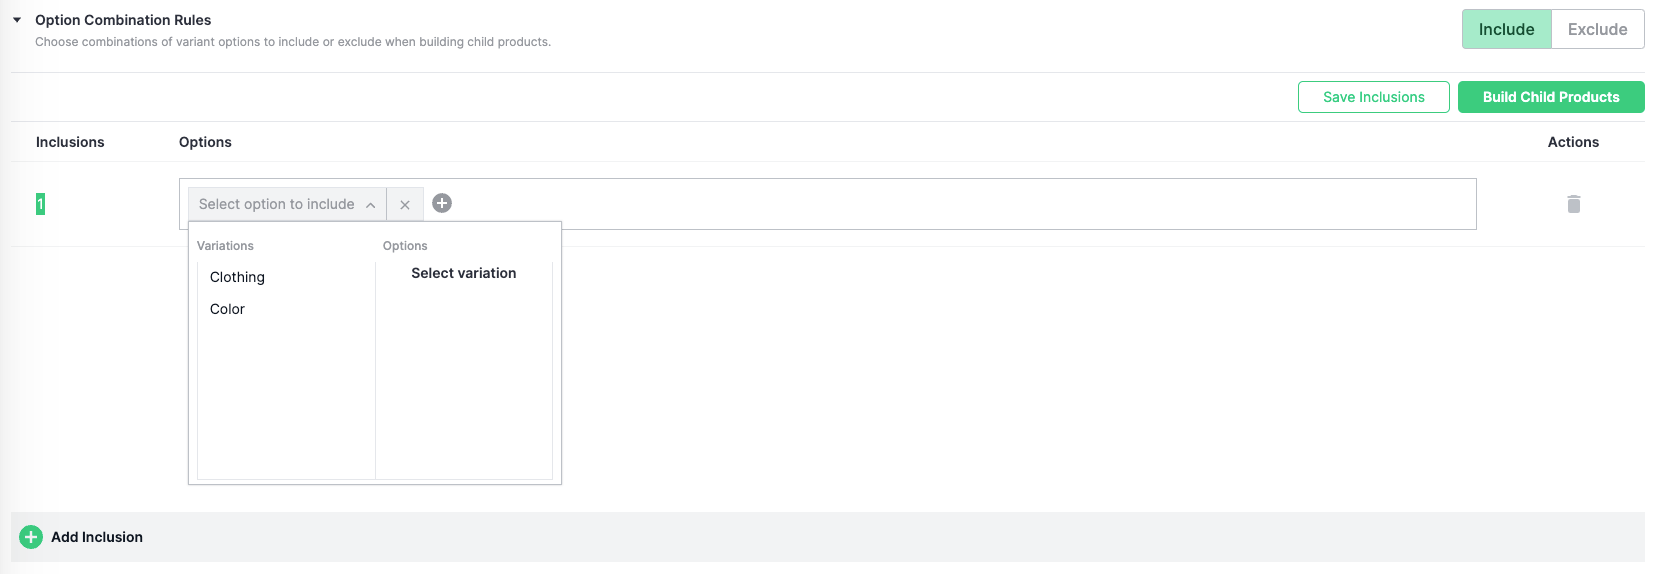 Option Combination Rules
Choose combinations of variant options to include or exclude when building child products.
Include Exclude
Save Inclusions Build Child Products
Inclusions Options Actions
1 Select option to include
Variations Options
Clothing Select variation
Color
Add Inclusion